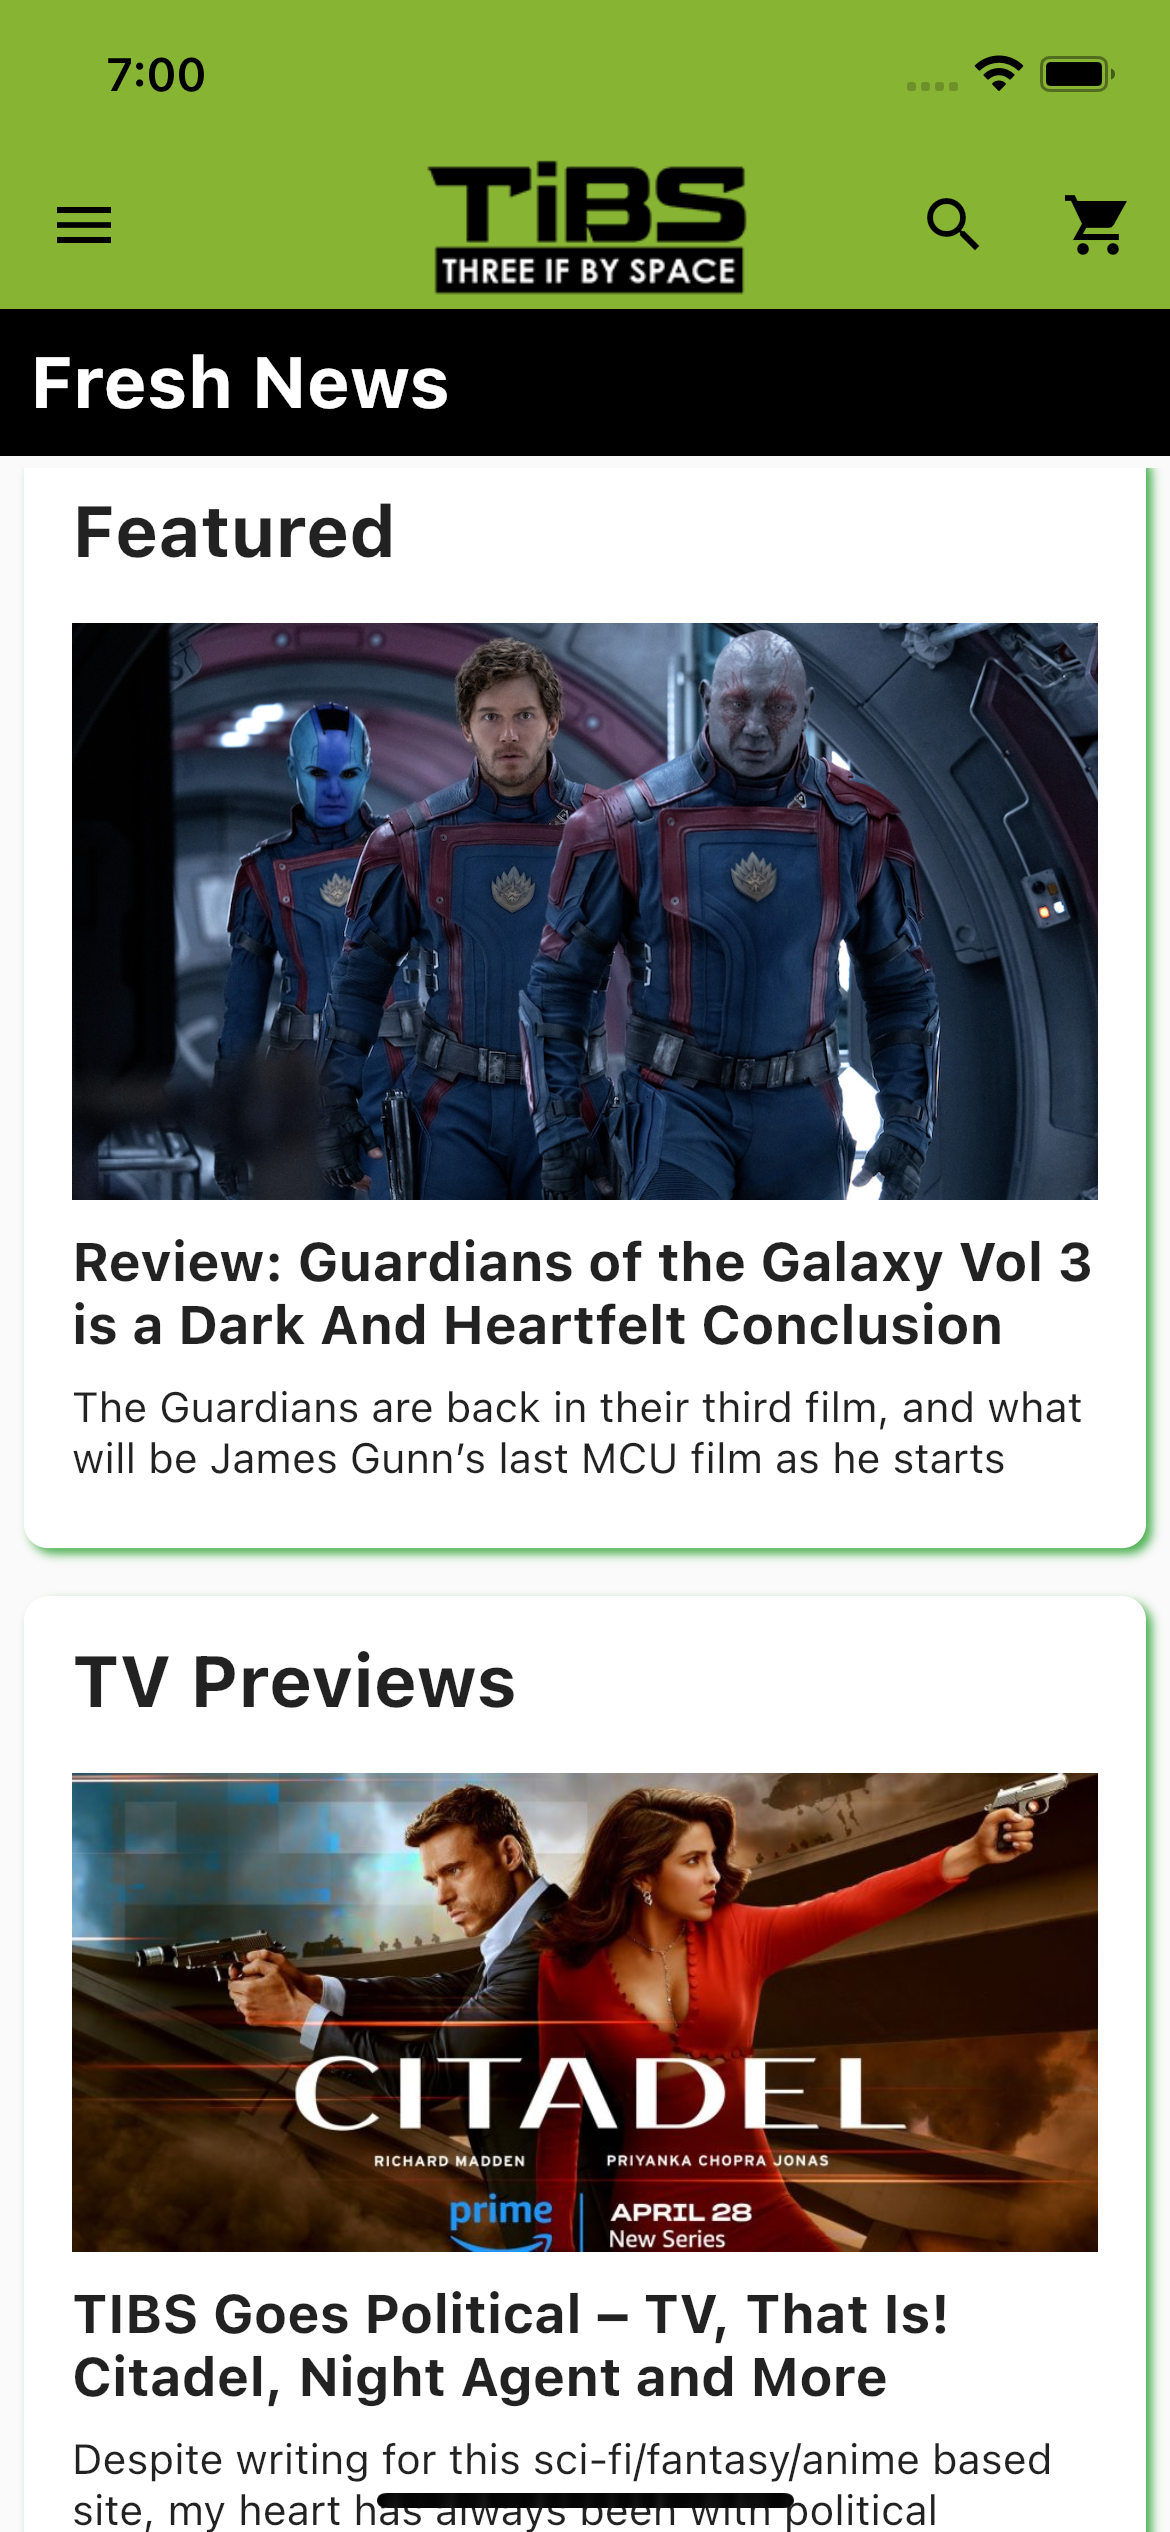 7:00
TiBS
THREE IF BY SPACE
Fresh News
Featured
Review: Guardians of the Galaxy Vol 3
is a Dark And Heartfelt Conclusion
The Guardians are back in their third film, and what
will be James Gunn’s last MCU film as he starts
TV Previews
CITADEL
RICHARD MADDEN PRIYANKA CHOPRA JONAS
prime
APRIL 28
New Series
TIBS Goes Political – TV, That Is!
Citadel, Night Agent and More
Despite writing for this sci-fi/fantasy/anime based
site, my heart has always been with political